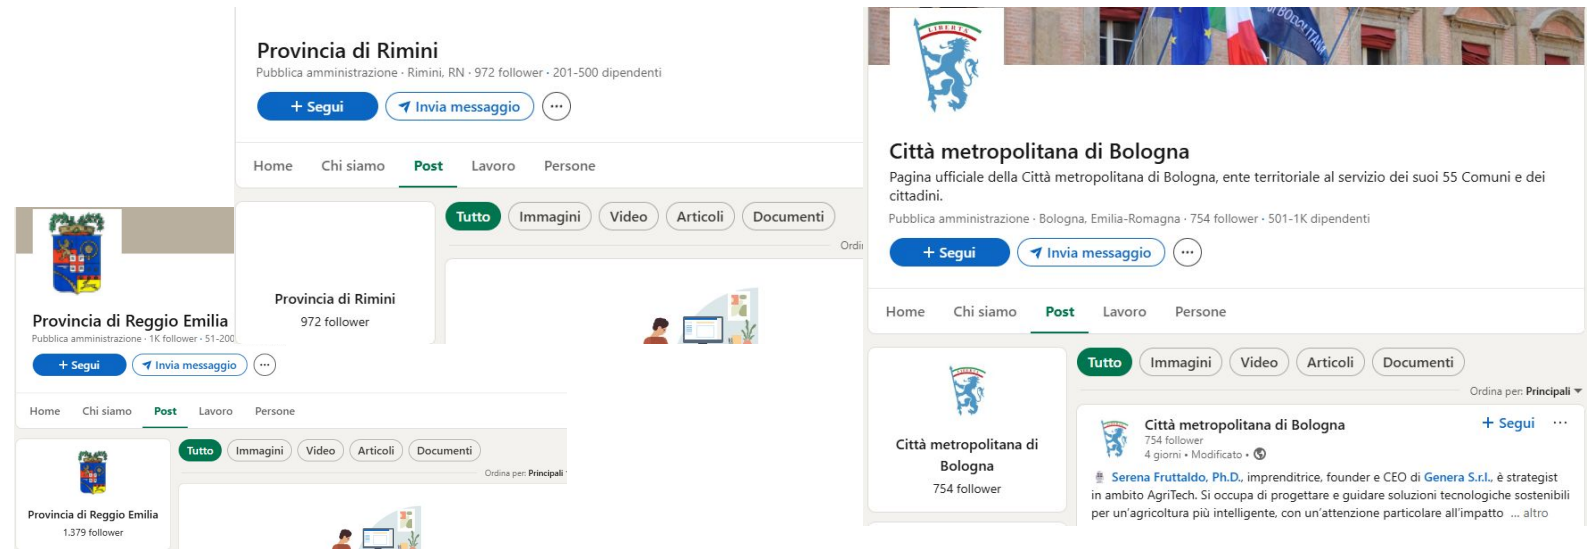 Provincia di Rimini
Pubblica amministrazione · Rimini, RN · 972 follower · 201-500 dipendenti
+ Segui
Invia messaggio
Home Chi siamo Post Lavoro Persone
Tutto Immagini Video Articoli Documenti
Provincia di Rimini
972 follower
Provincia di Reggio Emilia
Pubblica amministrazione · 1K follower · 51-200
+ Segui
Invia messaggio
Home Chi siamo Post Lavoro Persone
Tutto Immagini Video Articoli Documenti
Ordina per: Principali
Provincia di Reggio Emilia
1.379 follower
LIBERTA
Città metropolitana di Bologna
Pagina ufficiale della Città metropolitana di Bologna, ente territoriale al servizio dei suoi 55 Comuni e dei
cittadini.
Pubblica amministrazione · Bologna, Emilia-Romagna · 754 follower · 501-1K dipendenti
+ Segui
Invia messaggio
Home Chi siamo Post Lavoro Persone
Tutto Immagini Video Articoli Documenti
Ordina per: Principali
Città metropolitana di
Bologna
754 follower
Città metropolitana di Bologna
+ Segui
754 follower
4 giorni • Modificato •
Serena Fruttaldo, Ph.D., imprenditrice, founder e CEO di Genera S.r.l., è strategist
in ambito AgriTech. Si occupa di progettare e guidare soluzioni tecnologiche sostenibili
per un'agricoltura più intelligente, con un'attenzione particolare all'impatto ... altro